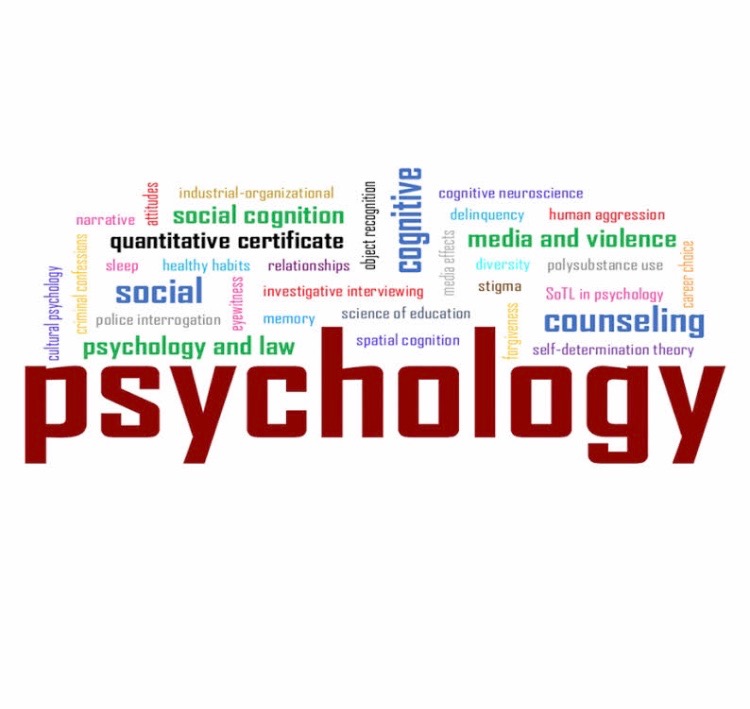 industrial-organizational
cognitive neuroscience
cognitive
attitudes
narrative
social cognition
object recognition
delinquency
human aggression
quantitative certificate
media effects
media and violence
criminal confessions
sleep
healthy habits
relationships
diversity
polysubstance use
career choice
cultural psychology
social
eyewitness
investigative interviewing
stigma
SoTL in psychology
police interrogation
memory
science of education
forgiveness
counseling
psychology and law
spatial cognition
self-determination theory
psychology